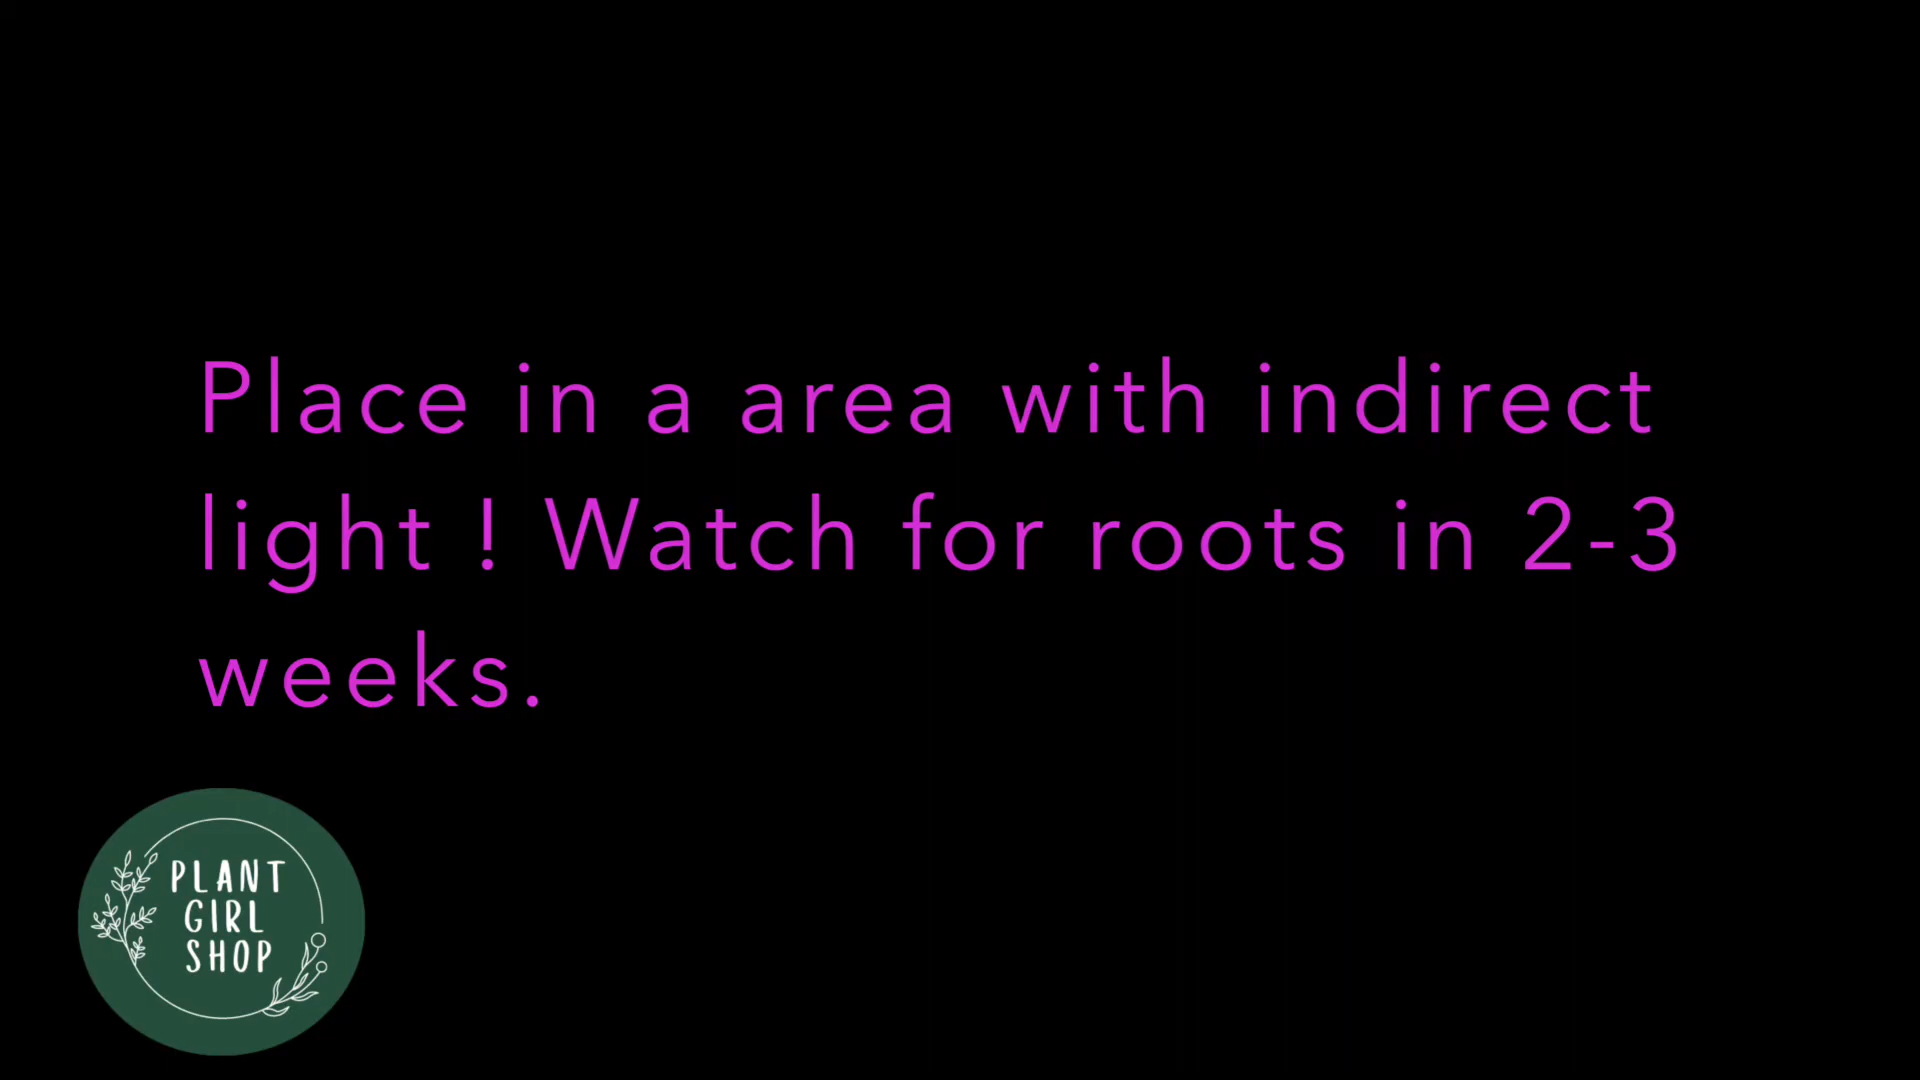 Place in a area with indirect
light ! Watch for roots in 2-3
weeks.
PLANT
GIRL
SHOP